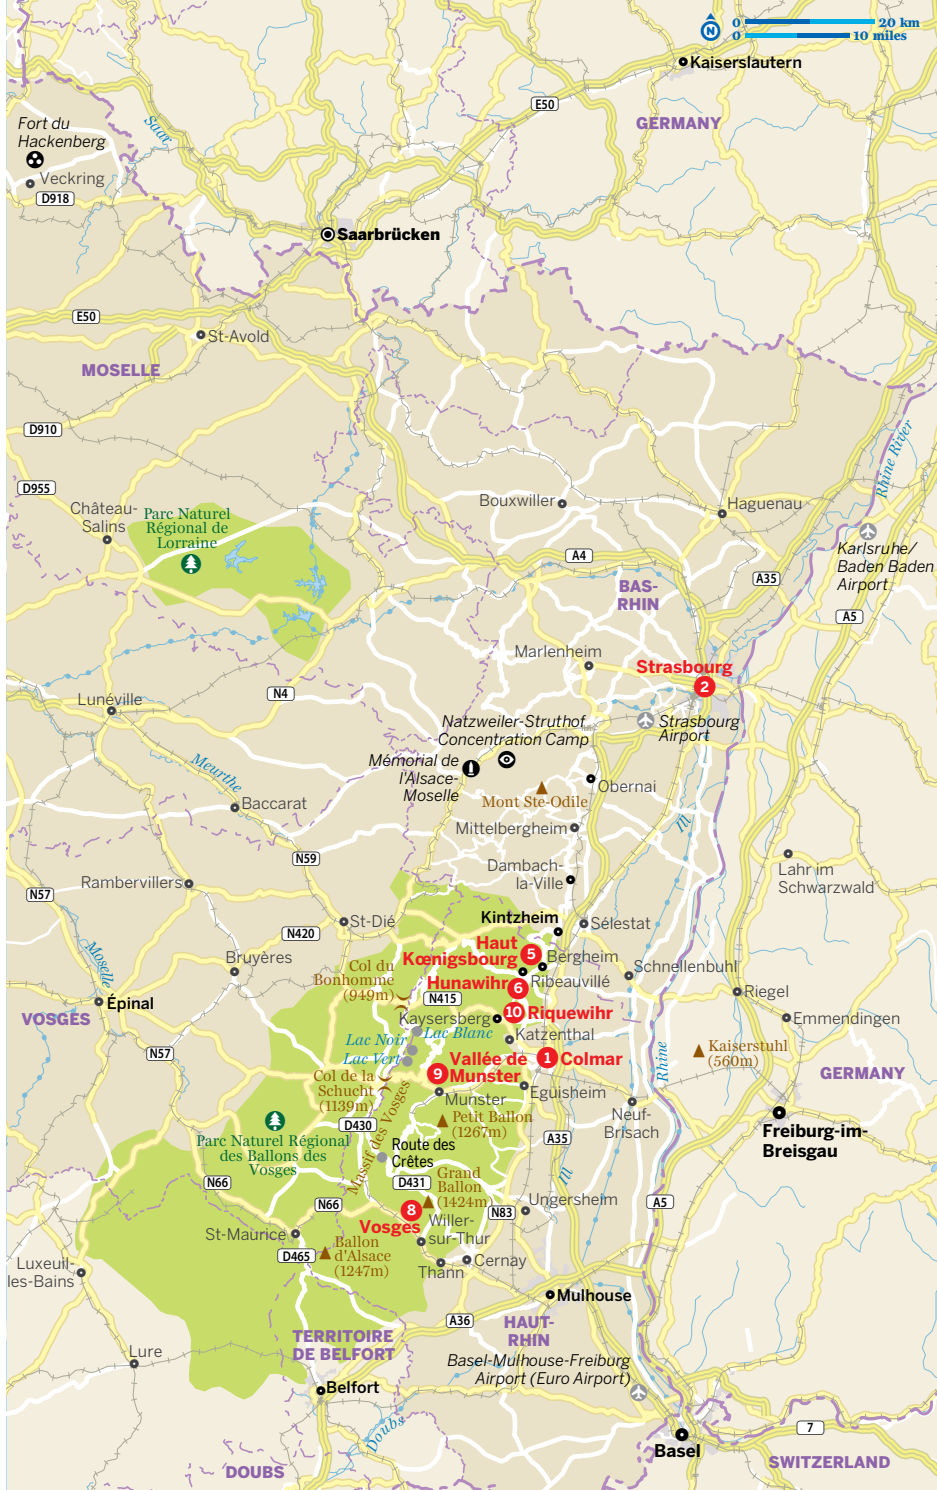 0
20 km
N
0
10 miles
Kaiserslautern
E50
GERMANY
Saar
Fort du
Hackenberg
Veckring
D918
Saarbrücken
E50
St-Avold
MOSELLE
D910
D955
Rhine River
Château-
Salins
Parc Naturel
Régional de
Lorraine
Bouxwiller
Haguenau
Karlsruhe/
Baden Baden
Airport
A4
A35
BAS-
RHIN
A5
Marlenheim
Strasbourg
2
N4
Lunéville
Natzweiler-Struthof
Concentration Camp
Strasbourg
Airport
Mémorial de
l'Alsace-
Moselle
Meurthe
Obernai
Mont Ste-Odile
Baccarat
Mittelbergheim
Ill
N59
Dambach-
la-Ville
Lahr im
Schwarzwald
Rambervillers
N57
St-Dié
Kintzheim
Sélestat
N420
Haut
Kœnigsbourg
5
Bergheim
Moselle
Bruyères
Col du
Bonhomme
(949m)
Schnellenbuhl
Hunawihr
6
Ribeauvillé
Riegel
Épinal
N415
VOSGES
Kaysersberg
10
Riquewihr
Emmendingen
Lac Noir
Lac Blanc
Katzenthal
Lac Vert
N57
Vallée de
Munster
9
1
Colmar
Rhine
Kaiserstuhl
(560m)
Col de la
Schucht
(1139m)
GERMANY
Munster
Eguisheim
Neuf-
Brisach
Petit Ballon
(1267m)
Freiburg-im-
Breisgau
Parc Naturel Régional
des Ballons des
Vosges
D430
Massif des Vosges
Route des
Crêtes
A35
Ill
N66
D431
Grand
Ballon
(1424m)
N66
N83
Ungersheim
A5
8
Vosges
Willer-
sur-Thur
St-Maurice
D465
Ballon
d'Alsace
(1247m)
Luxeuil-
les-Bains
Thann
Cernay
Mulhouse
A36
HAUT-
RHIN
TERRITOIRE
DE BELFORT
Lure
Basel-Mulhouse-Freiburg
Airport (Euro Airport)
Belfort
Doubs
7
Basel
DOUBS
SWITZERLAND